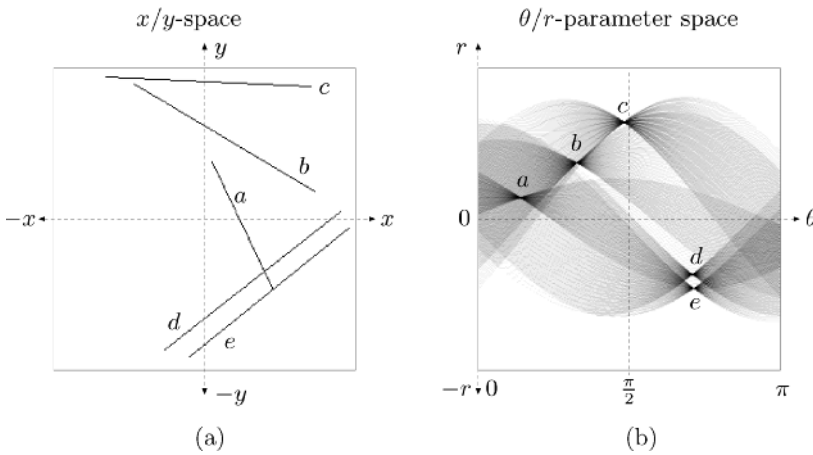 x/y-space
y
c
b
a
−x
x
d
e
−y
(a)
θ/r-parameter space
r
c
b
a
0
θ
d
e
−r 0
π/2
π
(b)